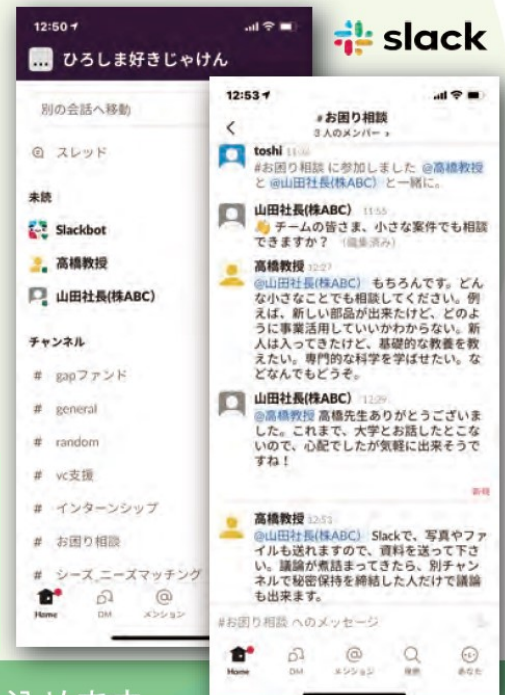 12:50
ひろしま好きじゃけん
別の会話へ移動
スレッド
未読
Slackbot
高橋教授
山田社長(株ABC)
チャンネル
# gapファンド
# general
# random
# vc支援
# インターンシップ
# お困り相談
# シーズ_ニーズマッチング
Home
DM
メンション
slack
12:53
#お困り相談
3人のメンバー
toshi
#お困り相談 に参加しました @高橋教授
と @山田社長(株ABC) と一緒に。
山田社長(株ABC) 11:55
👋 チームの皆さま、小さな案件でも相談
できますか? (編集済み)
高橋教授 12:27
@山田社長(株ABC) もちろんです。どん
な小さなことでも相談してください。例
えば、新しい部品が出来たけど、どのよ
うに事業活用していいかわからない。新
人は入ってきたけど、基礎的な教養を教
えたい。専門的な科学を学ばせたい。な
どなんでもどうぞ。
山田社長(株ABC) 12:29
@高橋教授 高橋先生ありがとうございま
した。これまで、大学とお話したとこな
いので、心配でしたが気軽に出来そうで
すね!
新規
高橋教授 12:53
@山田社長(株ABC) Slackで、写真やファ
イルも送れますので、資料を送って下さ
い。議論が煮詰まってきたら、別チャン
ネルで秘密保持を締結した人だけで議論
も出来ます。
#お困り相談 へのメッセージ
Home
DM
メンション
検索
あなた